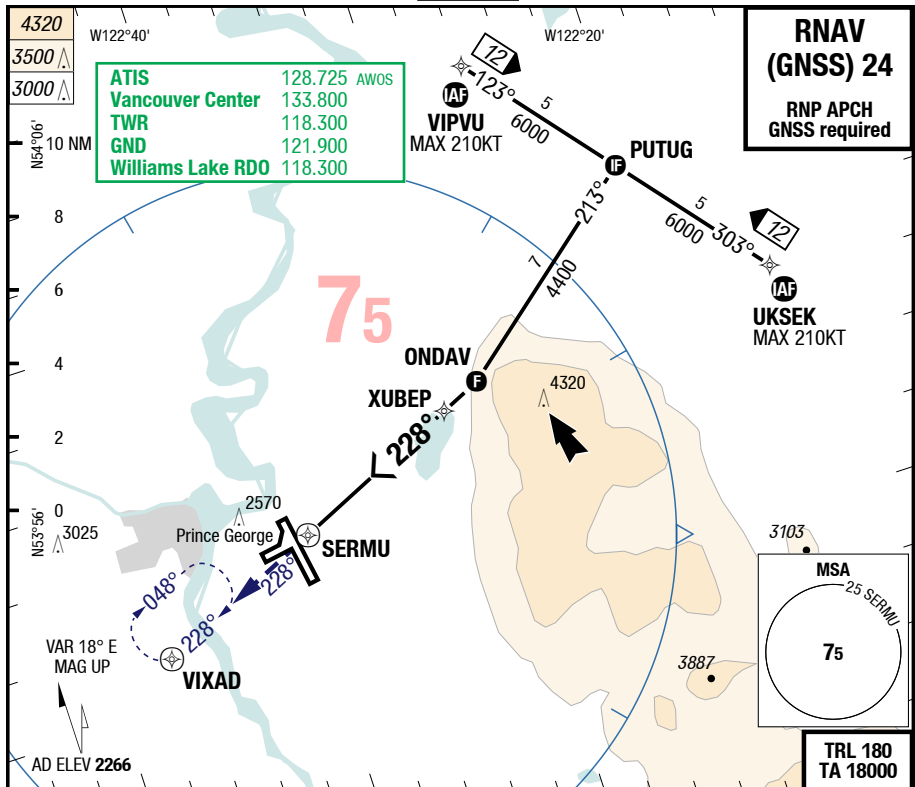 4320
3500
3000
W122°40'
W122°20'
RNAV
(GNSS) 24
RNP APCH
GNSS required
ATIS 128.725 AWOS
Vancouver Center 133.800
TWR 118.300
GND 121.900
Williams Lake RDO 118.300
N54°06'
10 NM
8
6
4
2
0
N53°56'
12
123°
5
6000
IAF
VIPVU
MAX 210KT
IF
PUTUG
5
6000
303°
12
IAF
UKSEK
MAX 210KT
213°
7
4400
75
ONDAV
F
XUBEP
228°
4320
2570
3025
Prince George
SERMU
228°
048°
228°
VIXAD
3103
3887
MSA
25 SERMU
75
VAR 18° E
MAG UP
AD ELEV 2266
TRL 180
TA 18000